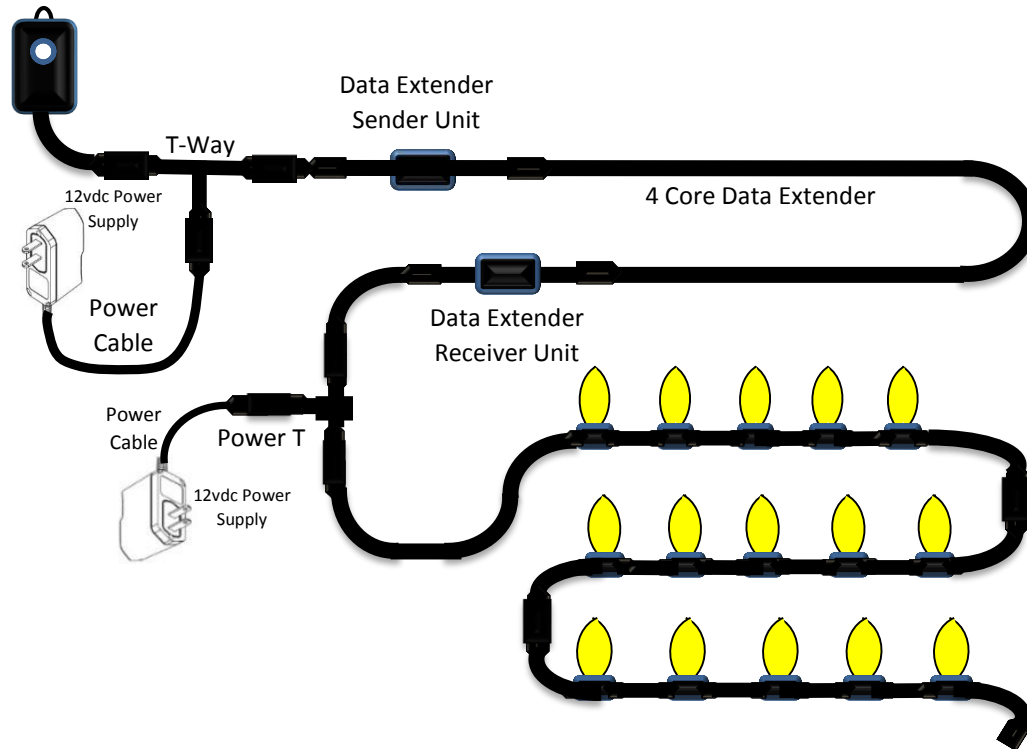 Data Extender
Sender Unit
T-Way
12vdc Power
Supply
4 Core Data Extender
Power
Cable
Data Extender
Receiver Unit
Power
Cable
Power T
12vdc Power
Supply